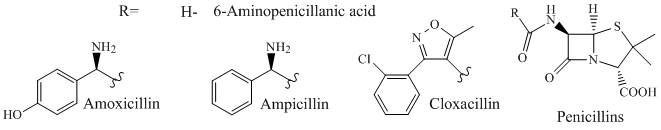 R= H- 6-Aminopenicillanic acid
NH2
HO
Amoxicillin
NH2
Ampicillin
N
O
Cl
Cloxacillin
R
H
N
H
S
O
O
N
COOH
Penicillins